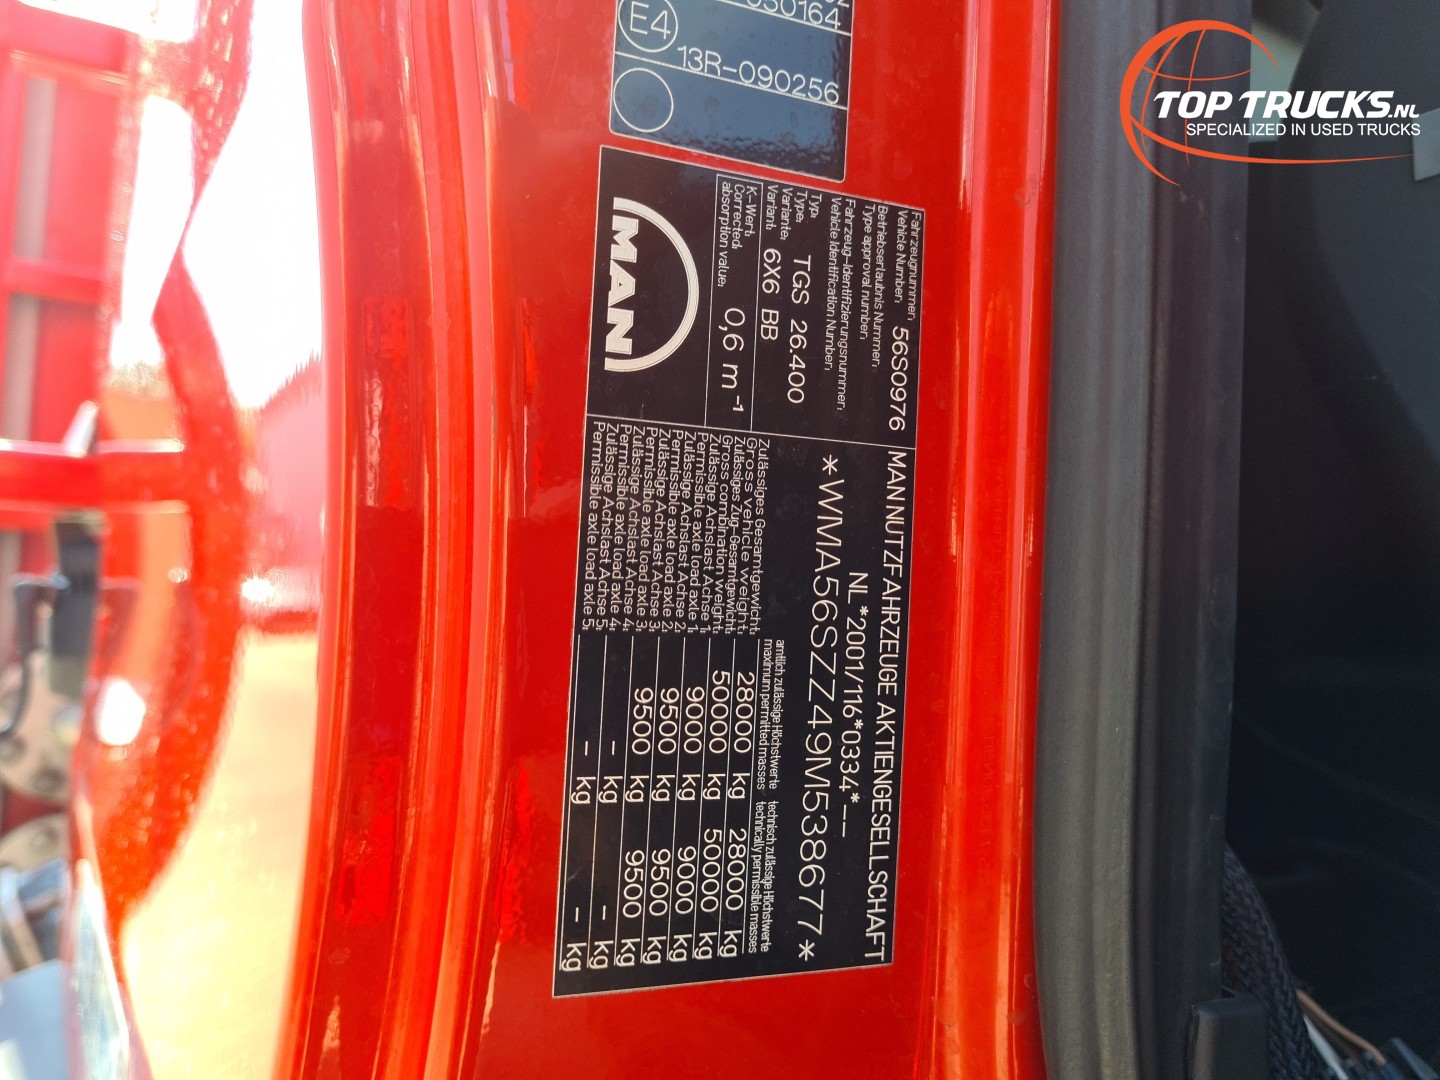 TOP TRUCKS.NL
SPECIALIZED IN USED TRUCKS
030164
E4
13R-090256
MAN
Fahrzeugnummer:
Vehicle Number: 56S0976
MAN NUTZFAHRZEUGE AKTIENGESELLSCHAFT
Betriebserlaubnis Nummer:
Type approval number:
NL *2001/116*0334*--
Fahrzeug-Identifizierungsnummer:
Vehicle Identification Number:
*WMA56SZZ49M538677*
Typ:
Type: TGS 26.400
Variante:
Variant: 6X6 BB
K-Wert:
Corrected
absorption value: 0,6 m⁻¹
amtlich zulässige Höchstwerte technisch zulässige Höchstwerte
maximum permitted masses technically permissible masses
Zulässiges Gesamtgewicht:
Gross vehicle weight: 28000 kg 28000 kg
Zulässiges Zug-Gesamtgewicht:
Gross combination weight: 50000 kg 50000 kg
Zulässige Achslast Achse 1:
Permissible axle load axle 1: 9000 kg 9000 kg
Zulässige Achslast Achse 2:
Permissible axle load axle 2: 9500 kg 9500 kg
Zulässige Achslast Achse 3:
Permissible axle load axle 3: 9500 kg 9500 kg
Zulässige Achslast Achse 4:
Permissible axle load axle 4: - kg - kg
Zulässige Achslast Achse 5:
Permissible axle load axle 5: - kg - kg